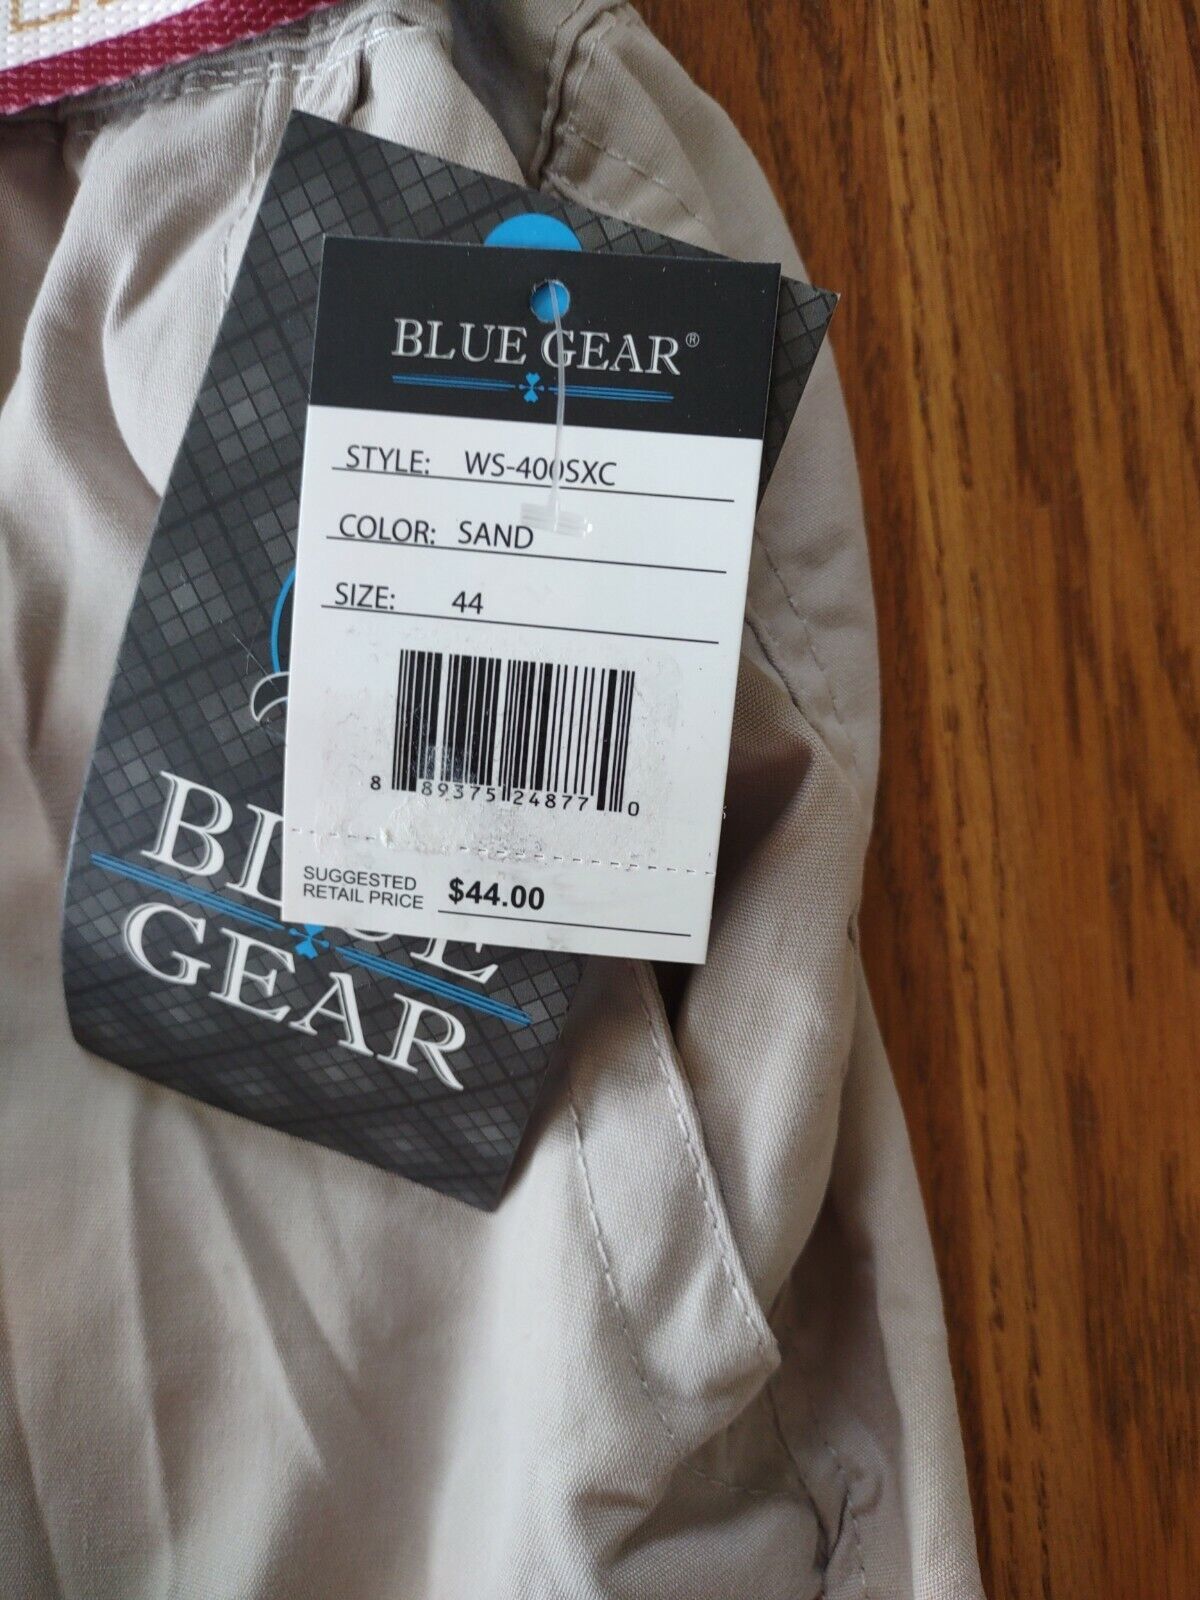 BLUE GEAR®
STYLE: WS-400SXC
COLOR: SAND
SIZE: 44
8 89375 24877 0
SUGGESTED
RETAIL PRICE $44.00
BLUE
GEAR